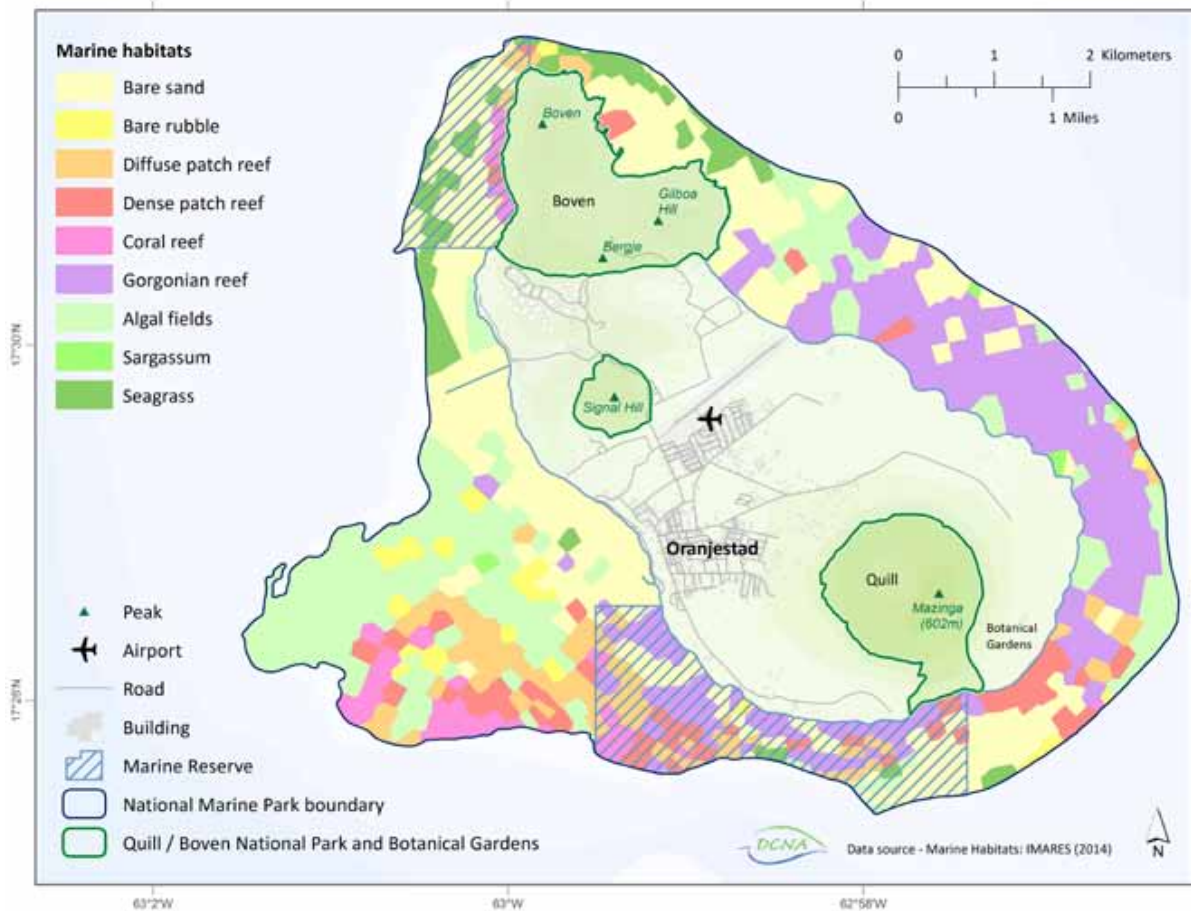 Marine habitats
Bare sand
Bare rubble
Diffuse patch reef
Dense patch reef
Coral reef
Gorgonian reef
Algal fields
Sargassum
Seagrass
0 1 2 Kilometers
0 1 Miles
Boven
Boven
Gilboa
Hill
Bergje
Signal Hill
Oranjestad
Quill
Mazinga
(602m)
Botanical
Gardens
17°30'N
17°28'N
Peak
Airport
Road
Building
Marine Reserve
National Marine Park boundary
Quill / Boven National Park and Botanical Gardens
DCNA
Data source - Marine Habitats: IMARES (2014)
N
63°2'W
63°W
62°58'W